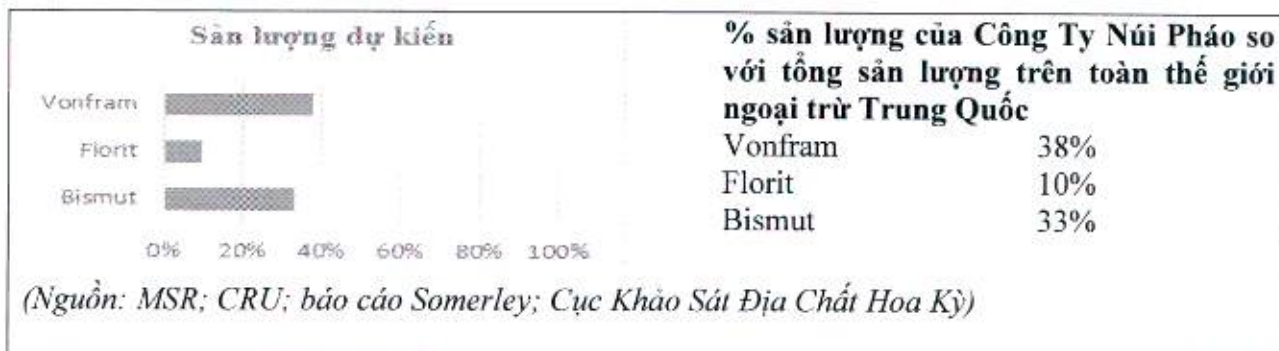 Sản lượng dự kiến
Vonfram
Florit
Bismut
0% 20% 40% 60% 80% 100%
% sản lượng của Công Ty Núi Pháo so
với tổng sản lượng trên toàn thế giới
ngoại trừ Trung Quốc
Vonfram 38%
Florit 10%
Bismut 33%
(Nguồn: MSR; CRU; báo cáo Somerley; Cục Khảo Sát Địa Chất Hoa Kỳ)